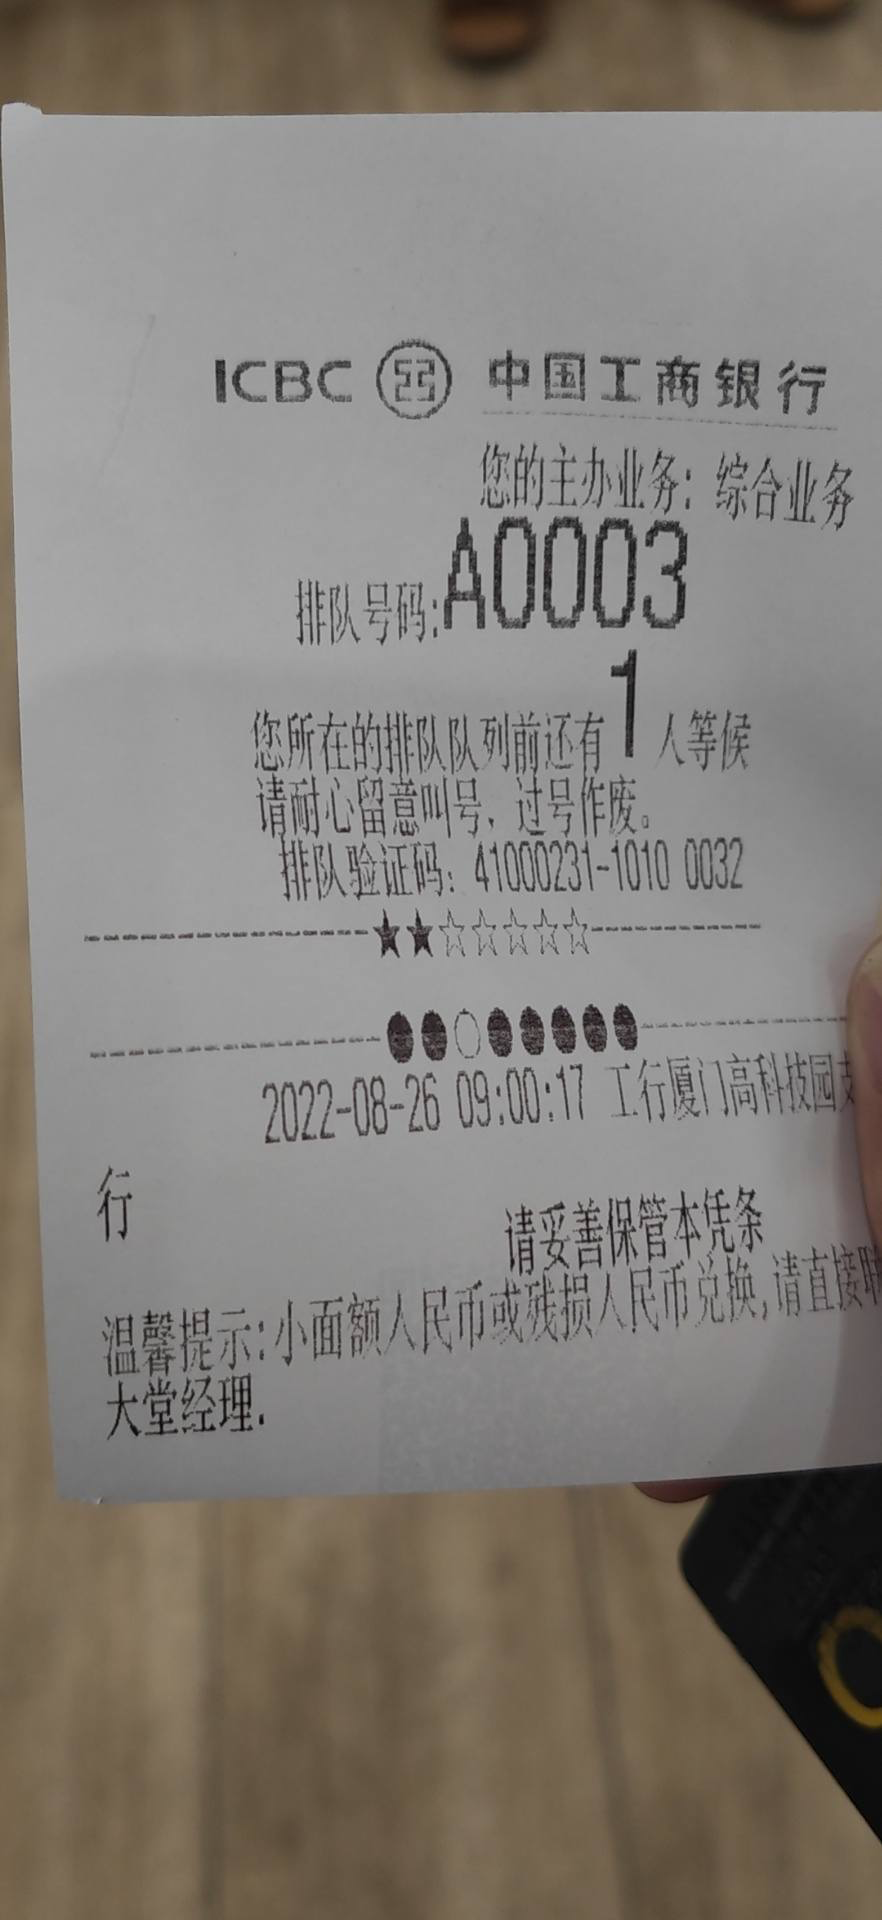 ICBC 中国工商银行
您的主办业务: 综合业务
排队号码:A0003
您所在的排队队列前还有1人等候
请耐心留意叫号，过号作废。
排队验证码: 41000231-1010 0032
★★☆☆☆☆☆
●●○●●●●●
2022-08-26 09:00:17 工行厦门高科技园支
行
请妥善保管本凭条
温馨提示:小面额人民币或残损人民币兑换,请直接
大堂经理.